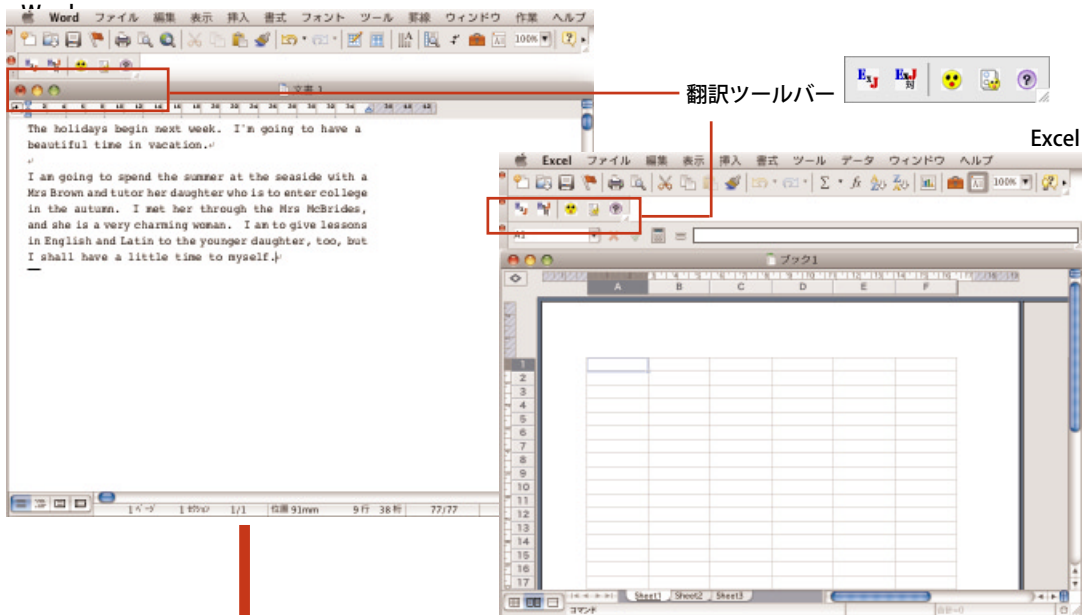 Word
Word ファイル 編集 表示 挿入 書式 フォント ツール 罫線 ウィンドウ 作業 ヘルプ
100%
文書 1
The holidays begin next week. I'm going to have a
beautiful time in vacation.
I am going to spend the summer at the seaside with a
Mrs Brown and tutor her daughter who is to enter college
in the autumn. I met her through the Mrs McBrides,
and she is a very charming woman. I am to give lessons
in English and Latin to the younger daughter, too, but
I shall have a little time to myself.
1 ページ 1 セクション 1/1 位置 91mm 9 行 38 桁 77/77
翻訳ツールバー
Excel
Excel ファイル 編集 表示 挿入 書式 ツール データ ウィンドウ ヘルプ
100%
A1
ブック1
A B C D E F
1
2
3
4
5
6
7
8
9
10
11
12
13
14
15
16
17
Sheet1 Sheet2 Sheet3
コマンド 合計=0